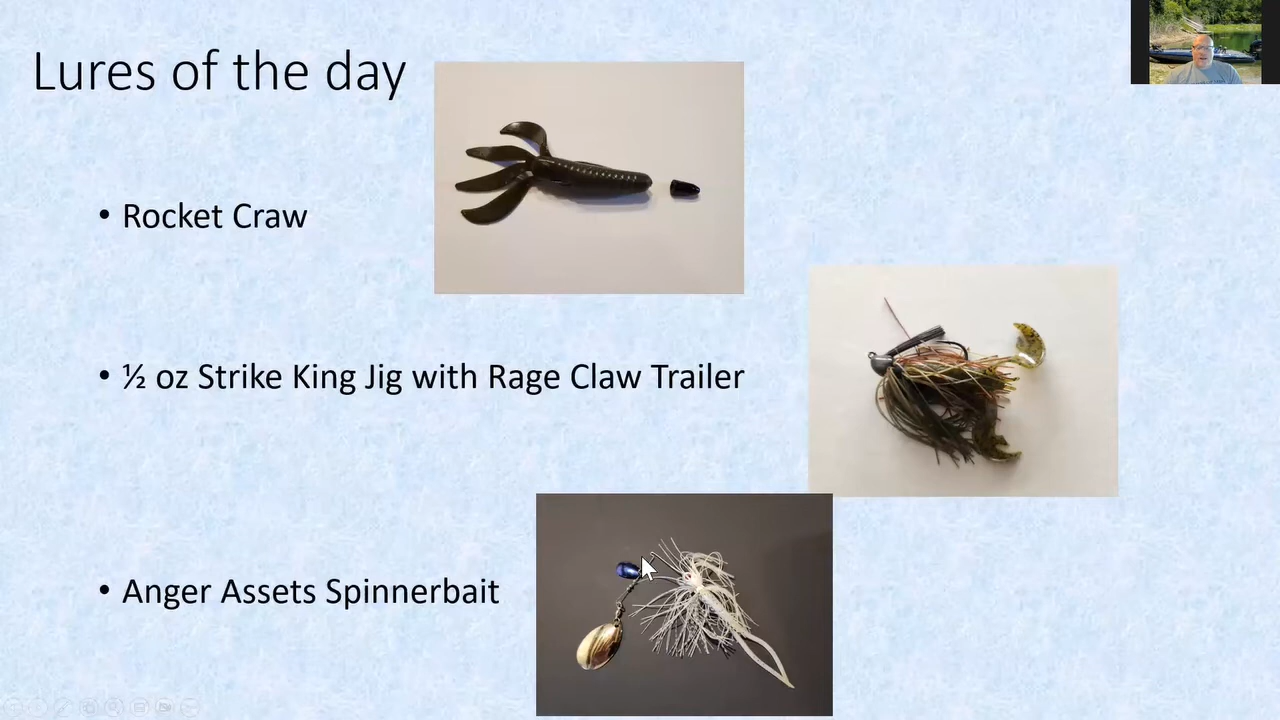 Lures of the day
• Rocket Craw
• ½ oz Strike King Jig with Rage Claw Trailer
• Anger Assets Spinnerbait